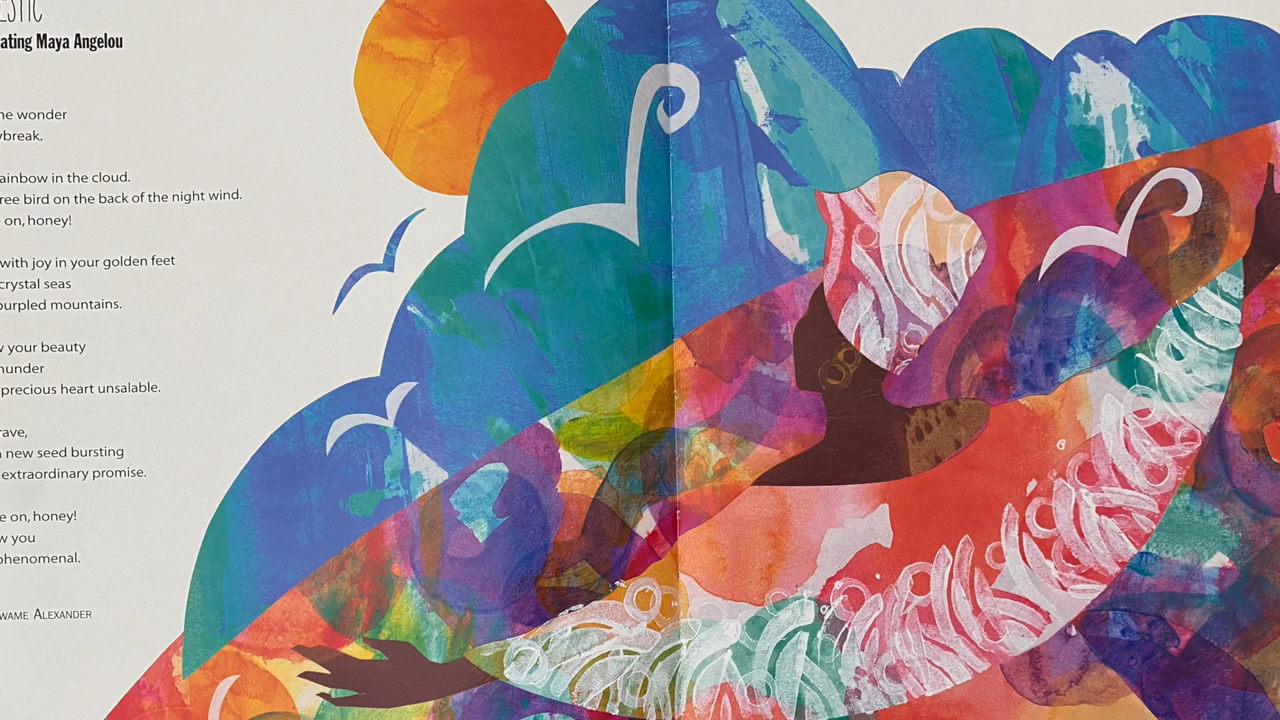 ating Maya Angelou
he wonder
ybreak.
ainbow in the cloud.
ree bird on the back of the night wind.
on, honey!
with joy in your golden feet
crystal seas
purpled mountains.
your beauty
hunder
precious heart unsalable.
rave,
new seed bursting
extraordinary promise.
e on, honey!
w you
phenomenal.
wame Alexander